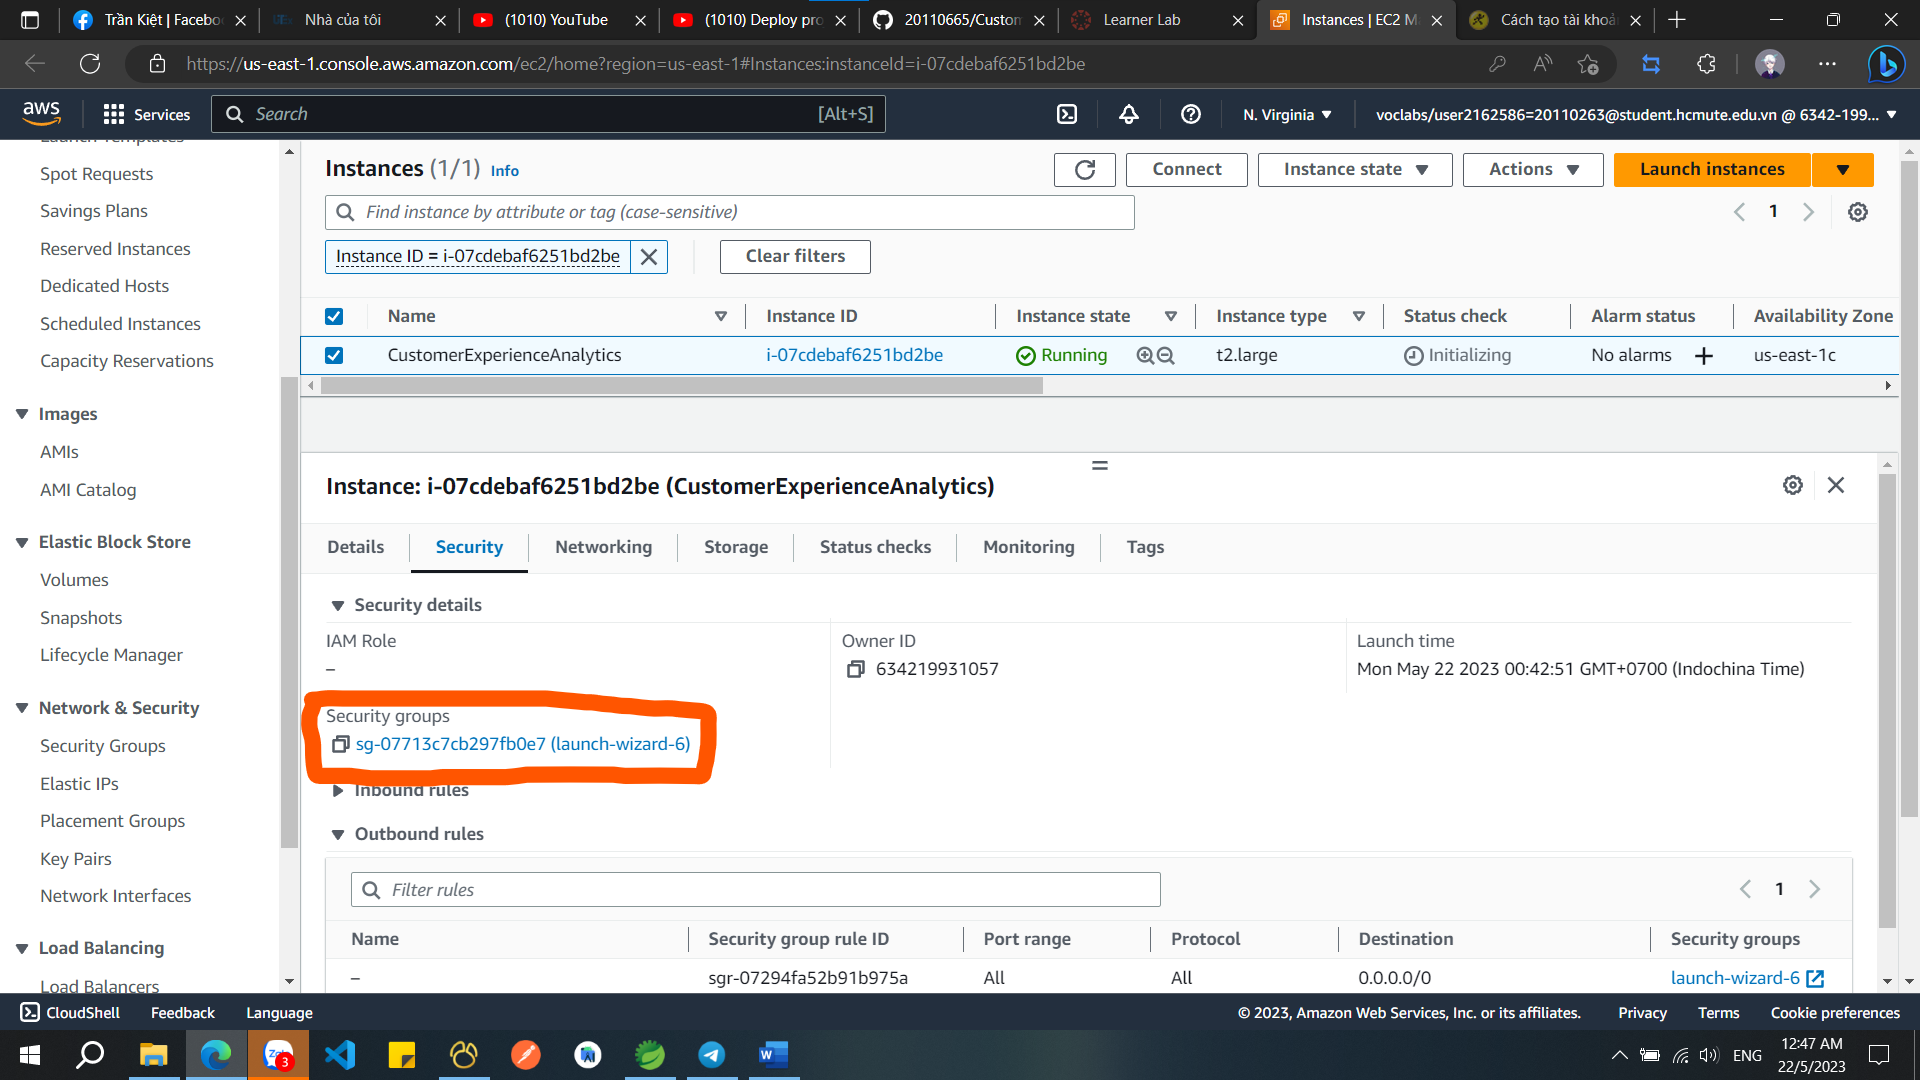 Trần Kiệt | Facebo
Nhà của tôi
(1010) YouTube
(1010) Deploy pro
20110665/Custom
Learner Lab
Instances | EC2 M
Cách tạo tài khoả
https://us-east-1.console.aws.amazon.com/ec2/home?region=us-east-1#Instances:instanceId=i-07cdebaf6251bd2be
aws
Services
Search
[Alt+S]
N. Virginia
voclabs/user2162586=20110263@student.hcmute.edu.vn @ 6342-199...
Launch Templates
Spot Requests
Savings Plans
Reserved Instances
Dedicated Hosts
Scheduled Instances
Capacity Reservations
Images
AMIs
AMI Catalog
Elastic Block Store
Volumes
Snapshots
Lifecycle Manager
Network & Security
Security Groups
Elastic IPs
Placement Groups
Key Pairs
Network Interfaces
Load Balancing
Load Balancers
Instances (1/1) Info
Connect
Instance state
Actions
Launch instances
Find instance by attribute or tag (case-sensitive)
1
Instance ID = i-07cdebaf6251bd2be
Clear filters
Name Instance ID Instance state Instance type Status check Alarm status Availability Zone
CustomerExperienceAnalytics i-07cdebaf6251bd2be Running t2.large Initializing No alarms us-east-1c
Instance: i-07cdebaf6251bd2be (CustomerExperienceAnalytics)
Details Security Networking Storage Status checks Monitoring Tags
Security details
IAM Role
–
Owner ID
634219931057
Launch time
Mon May 22 2023 00:42:51 GMT+0700 (Indochina Time)
Security groups
sg-07713c7cb297fb0e7 (launch-wizard-6)
Inbound rules
Outbound rules
Filter rules
1
Name Security group rule ID Port range Protocol Destination Security groups
– sgr-07294fa52b91b975a All All 0.0.0.0/0 launch-wizard-6
CloudShell Feedback Language
© 2023, Amazon Web Services, Inc. or its affiliates. Privacy Terms Cookie preferences
3
ENG
12:47 AM
22/5/2023